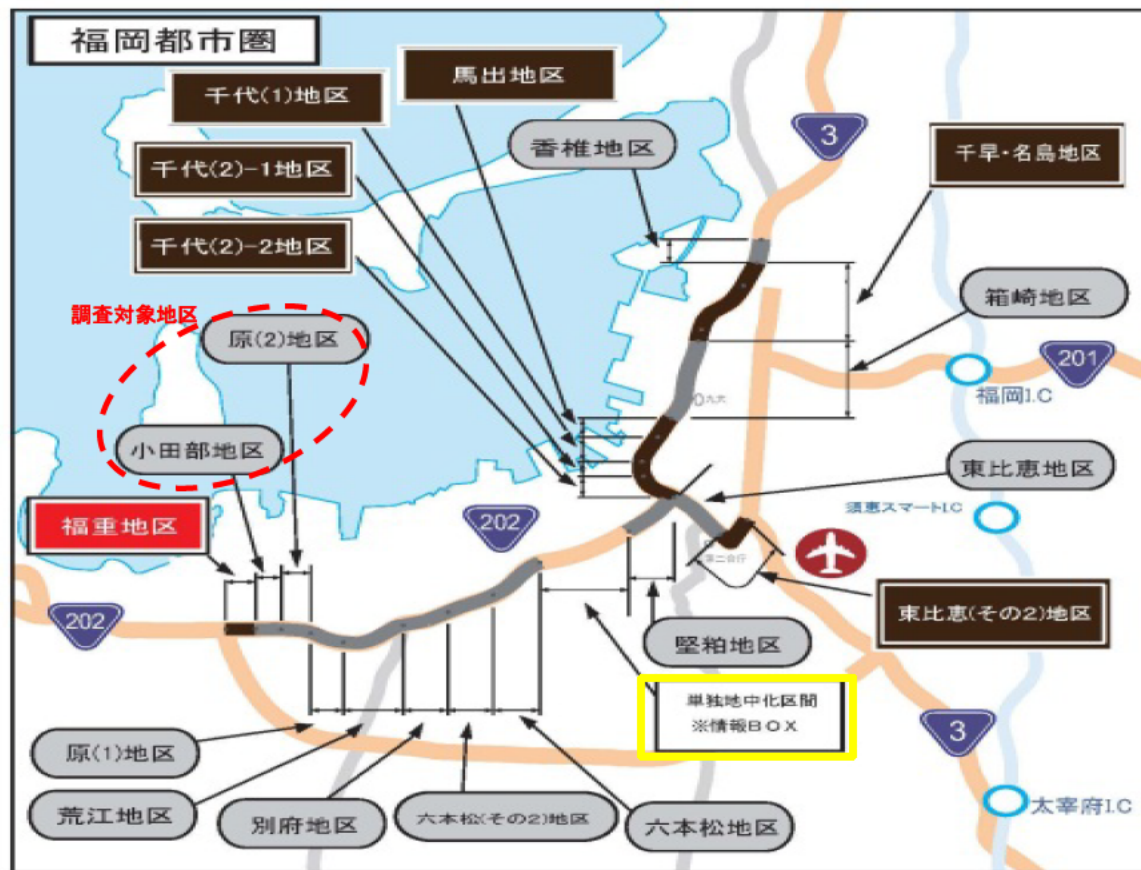 福岡都市圏
千代(1)地区
馬出地区
香椎地区
3
千早・名島地区
千代(2)-1地区
千代(2)-2地区
箱崎地区
調査対象地区
原(2)地区
201
福岡I.C
九大
小田部地区
東比恵地区
福重地区
202
須恵スマートI.C
第二合庁
202
東比恵(その2)地区
堅粕地区
単独地中化区間
※情報BOX
3
原(1)地区
荒江地区
別府地区
六本松(その2)地区
六本松地区
太宰府I.C